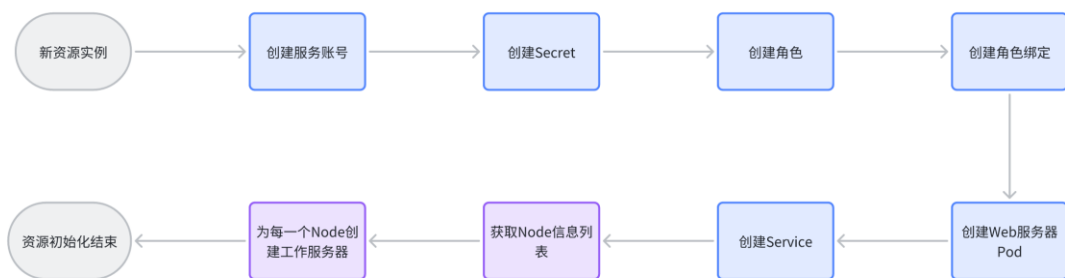 新资源实例
创建服务账号
创建Secret
创建角色
创建角色绑定
创建Web服务器
Pod
创建Service
获取Node信息列
表
为每一个Node创
建工作服务器
资源初始化结束